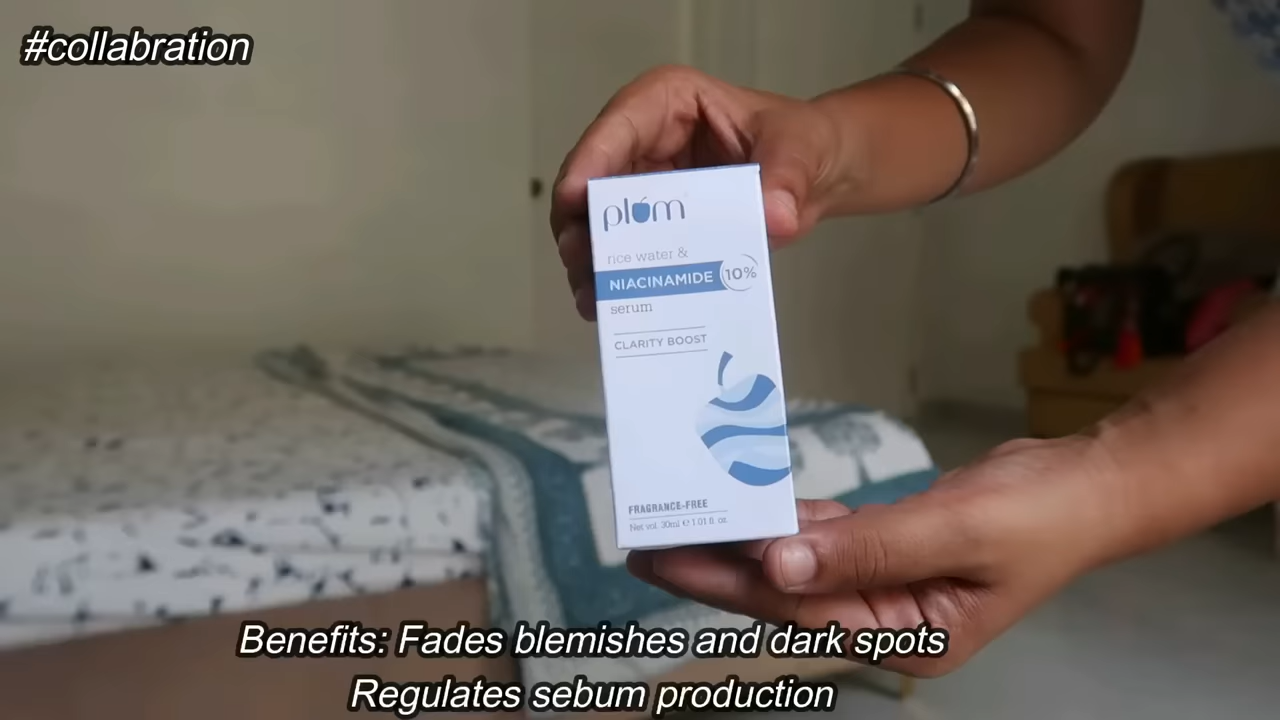 #collabration
plum
rice water &
NIACINAMIDE 10%
serum
CLARITY BOOST
FRAGRANCE-FREE
Net vol. 30ml ℮ 1.01 fl. oz.
Benefits: Fades blemishes and dark spots
Regulates sebum production